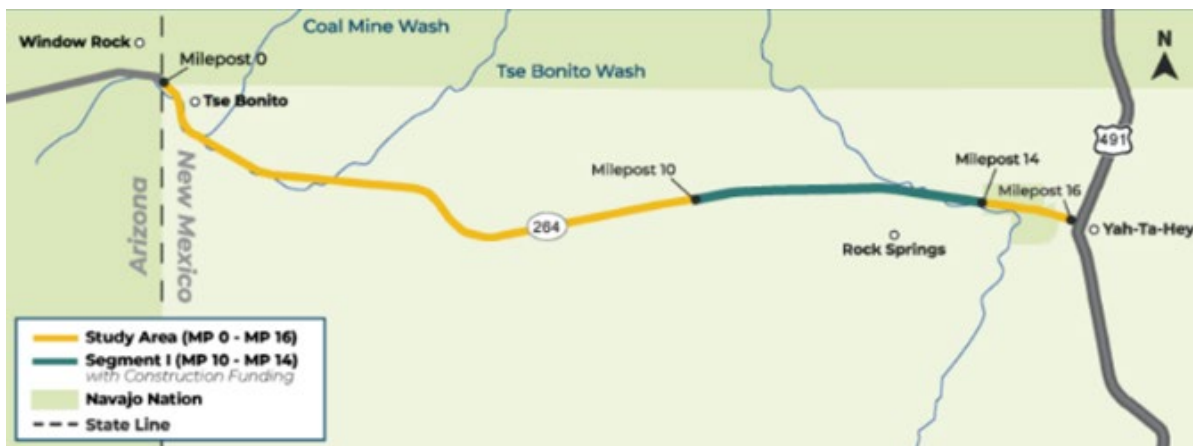 Coal Mine Wash
Window Rock
Milepost 0
N
Tse Bonito Wash
Tse Bonito
491
Milepost 14
Milepost 10
Milepost 16
264
Yah-Ta-Hey
Rock Springs
Arizona
New Mexico
Study Area (MP 0 - MP 16)
Segment I (MP 10 - MP 14)
with Construction Funding
Navajo Nation
State Line